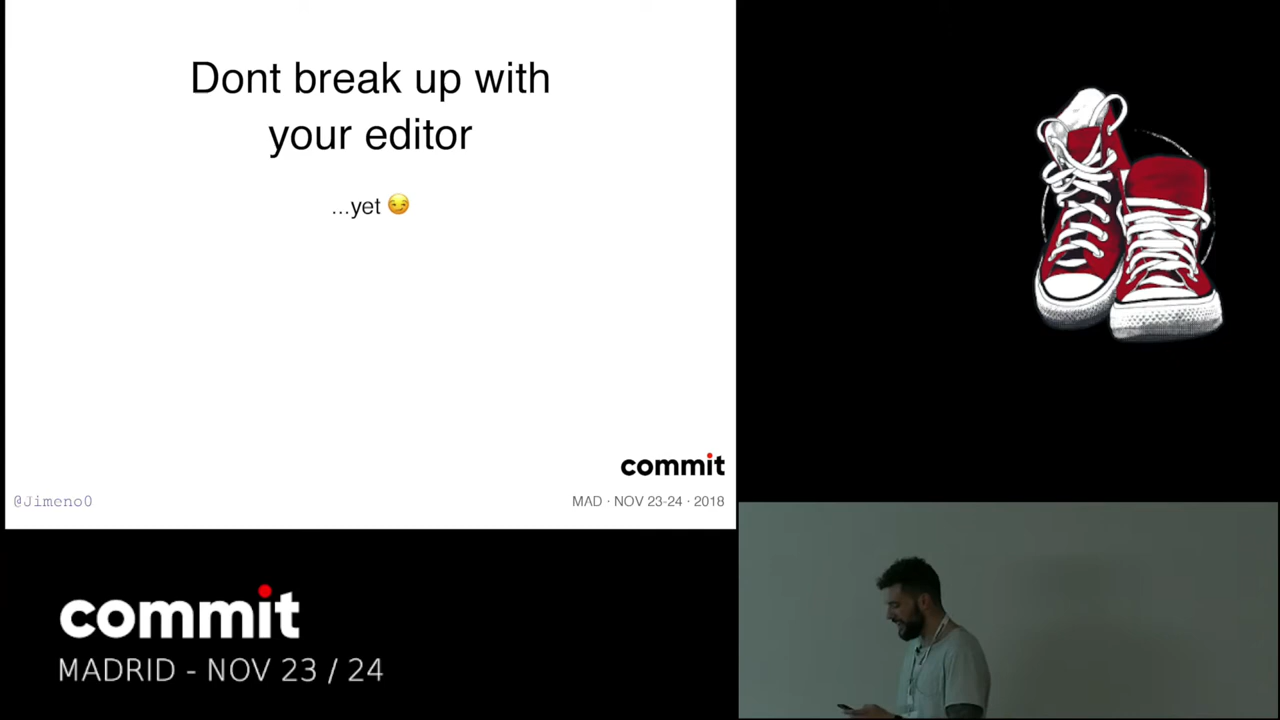 Dont break up with
your editor
...yet 😏
commit
@Jimeno0
MAD · NOV 23-24 · 2018
commit
MADRID - NOV 23 / 24